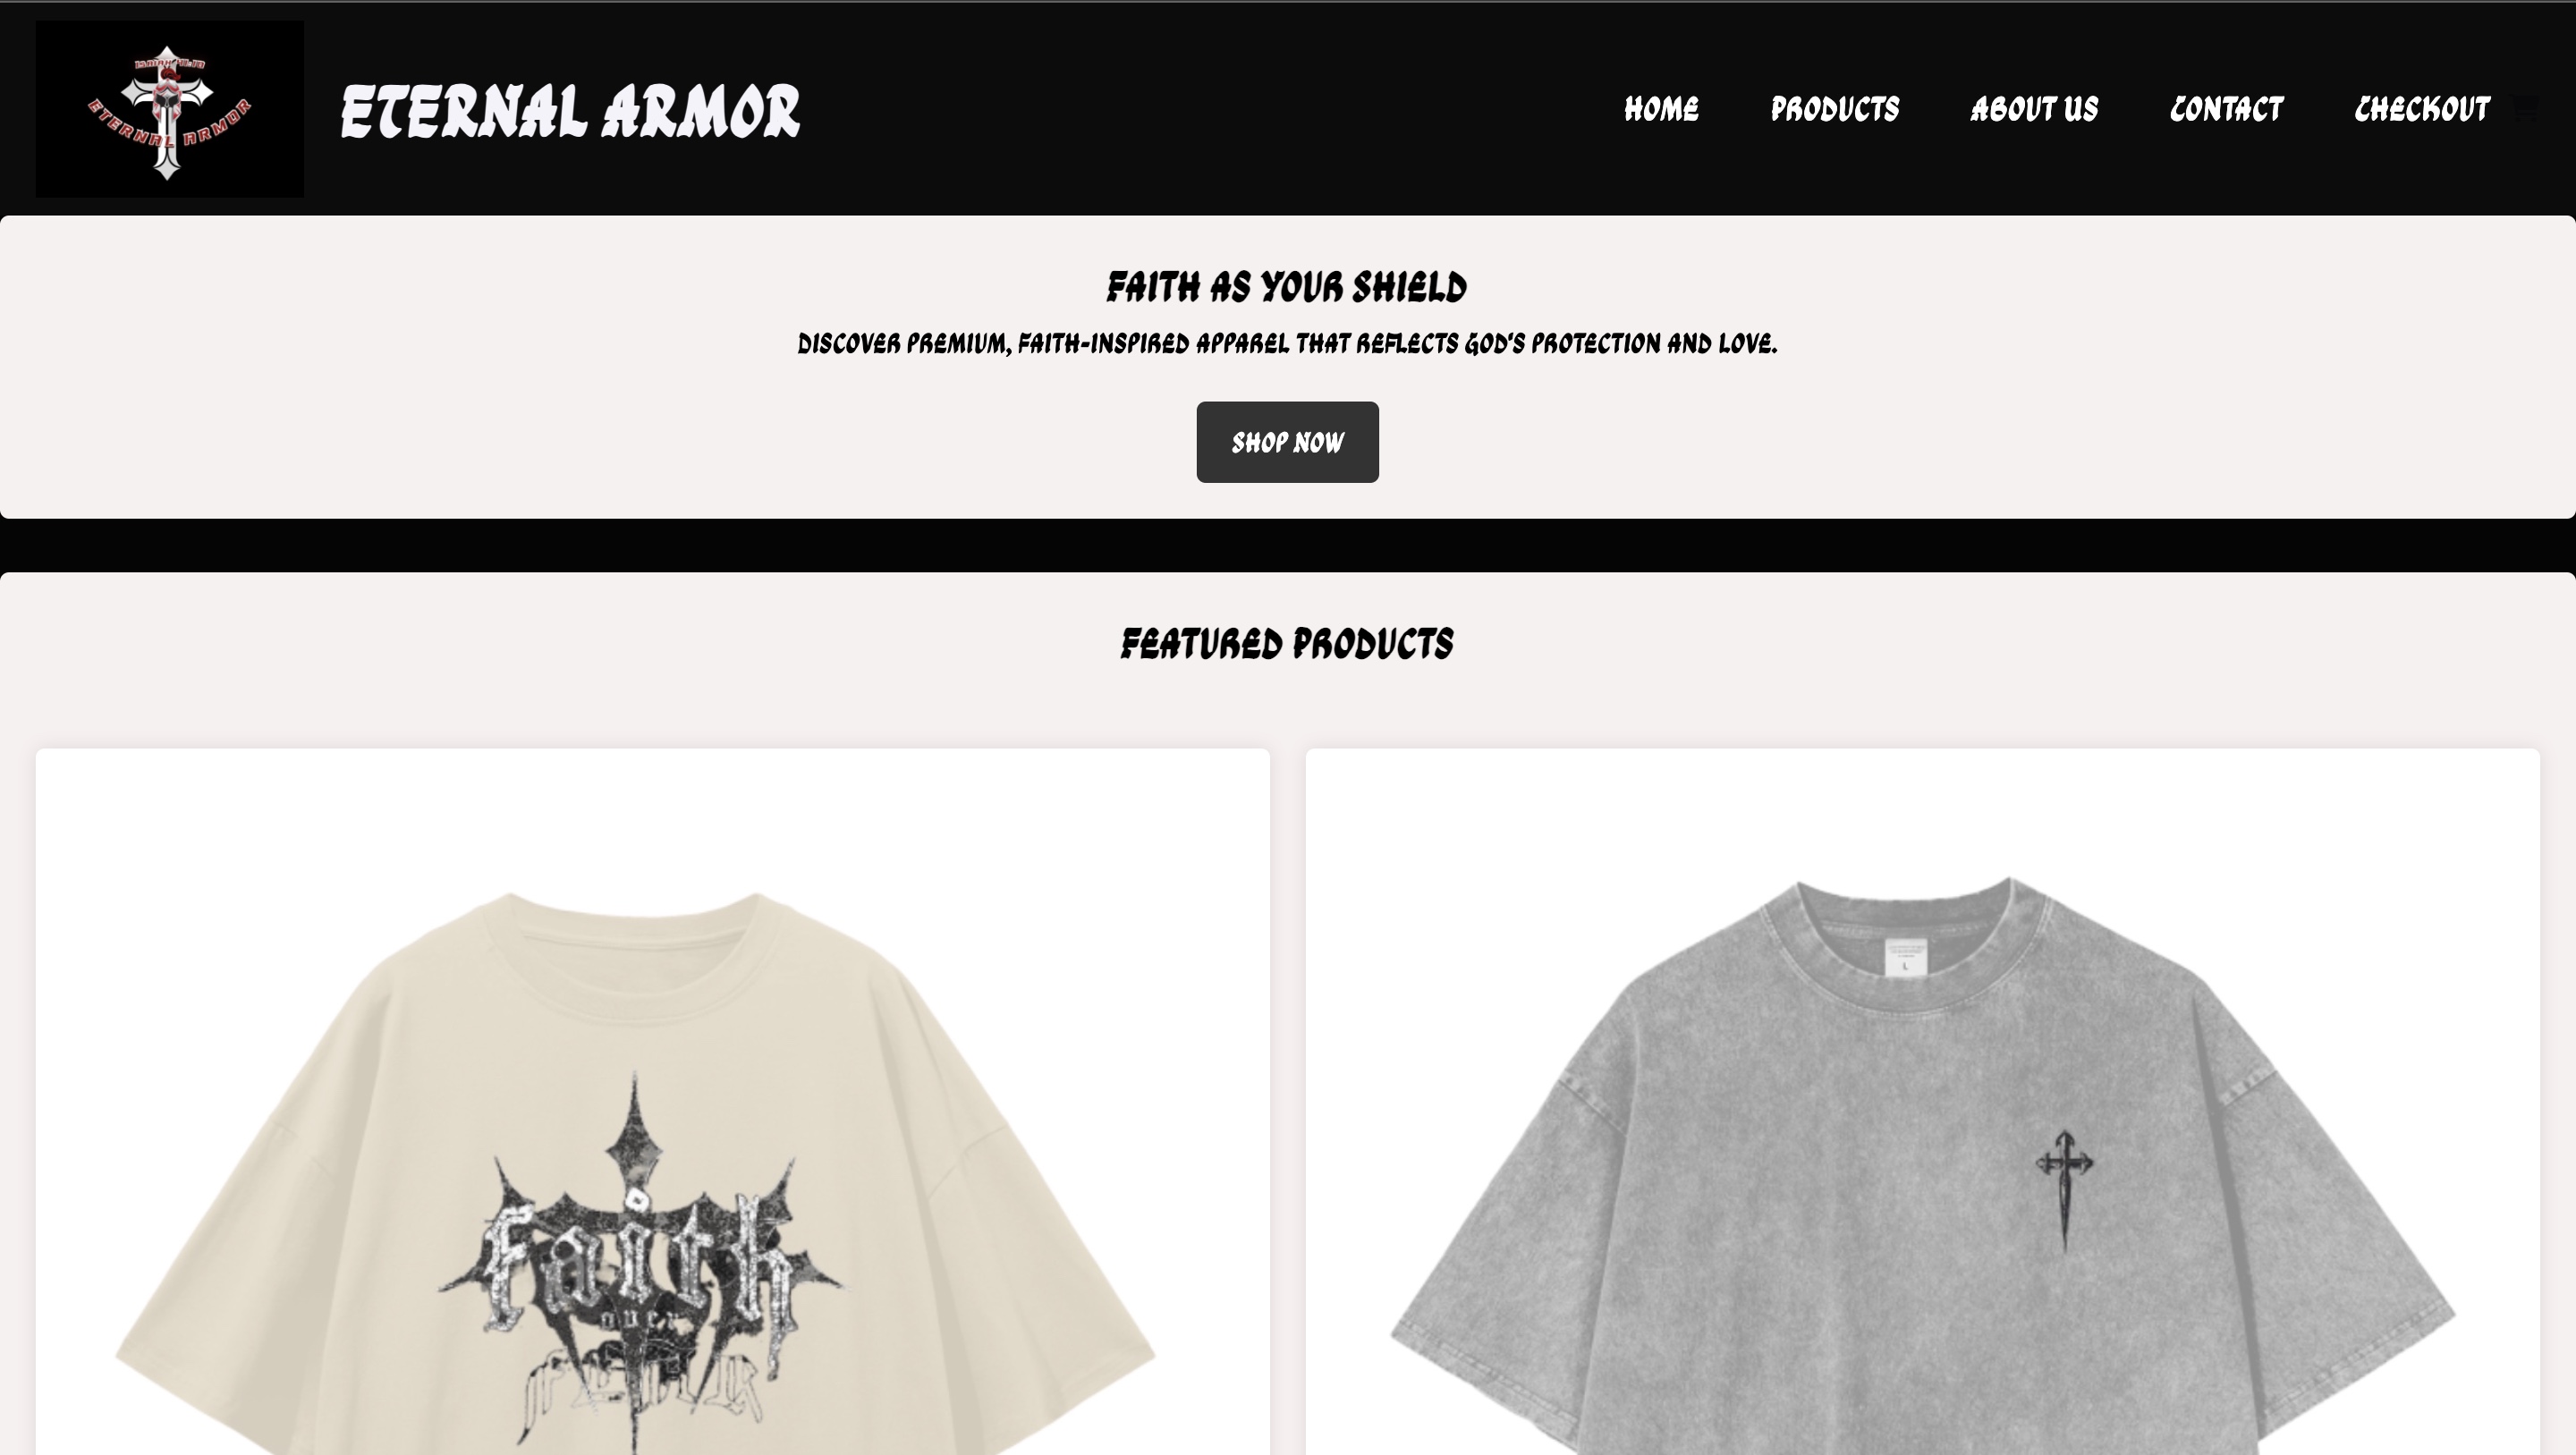 ETERNAL ARMOR
ETERNAL ARMOR
HOME PRODUCTS ABOUT US CONTACT CHECKOUT
FAITH AS YOUR SHIELD
DISCOVER PREMIUM, FAITH-INSPIRED APPAREL THAT REFLECTS GOD'S PROTECTION AND LOVE.
SHOP NOW
FEATURED PRODUCTS
L
Faith
over